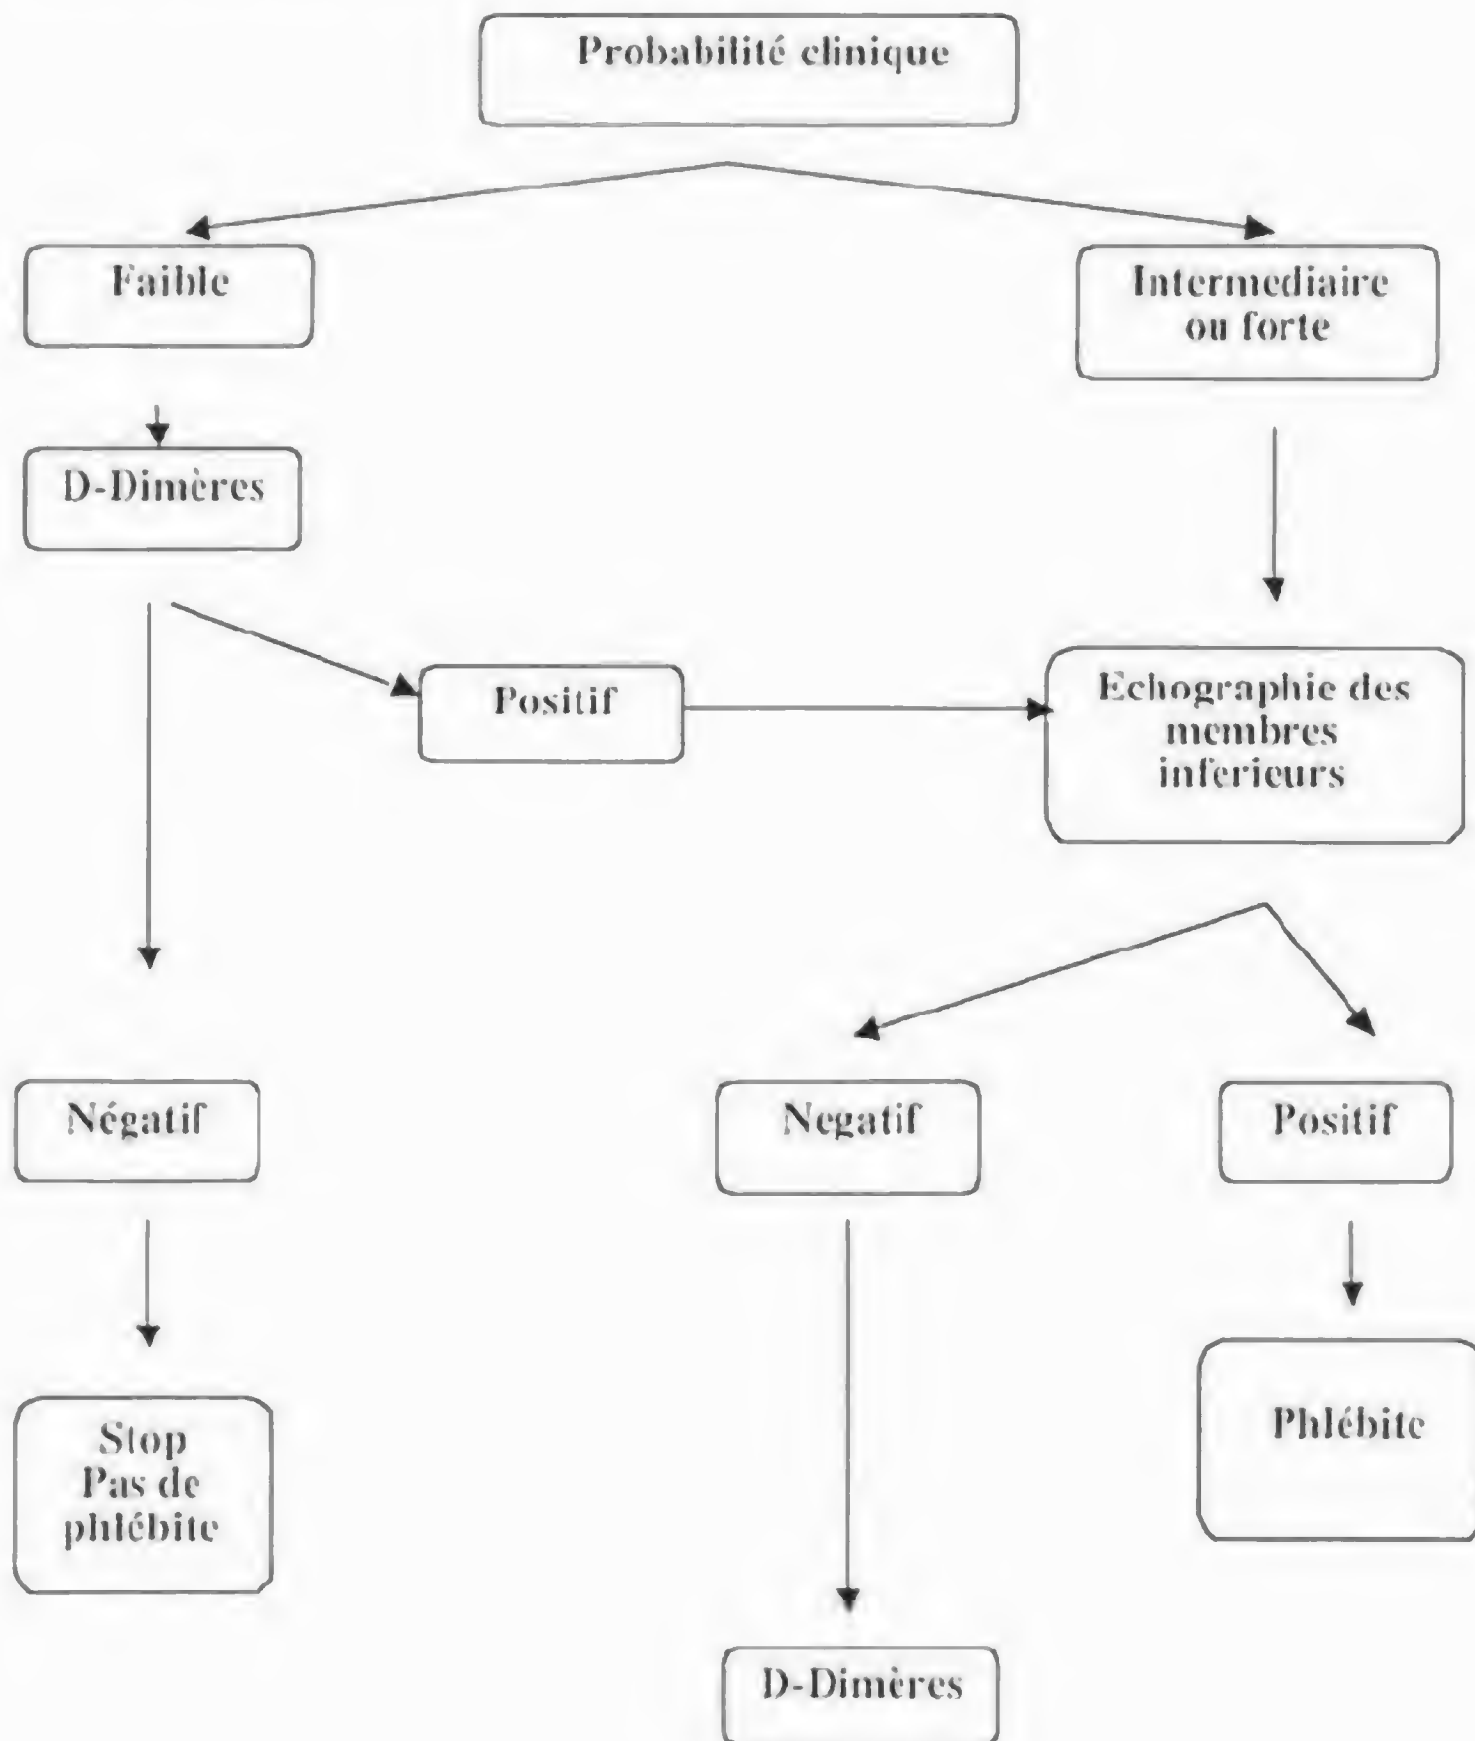 Probabilité clinique
Faible
Intermediaire
ou forte
D-Dimères
Positif
Echographie des
membres
inferieurs
Négatif
Negatif
Positif
Stop
Pas de
phlébite
Phlébite
D-Dimères